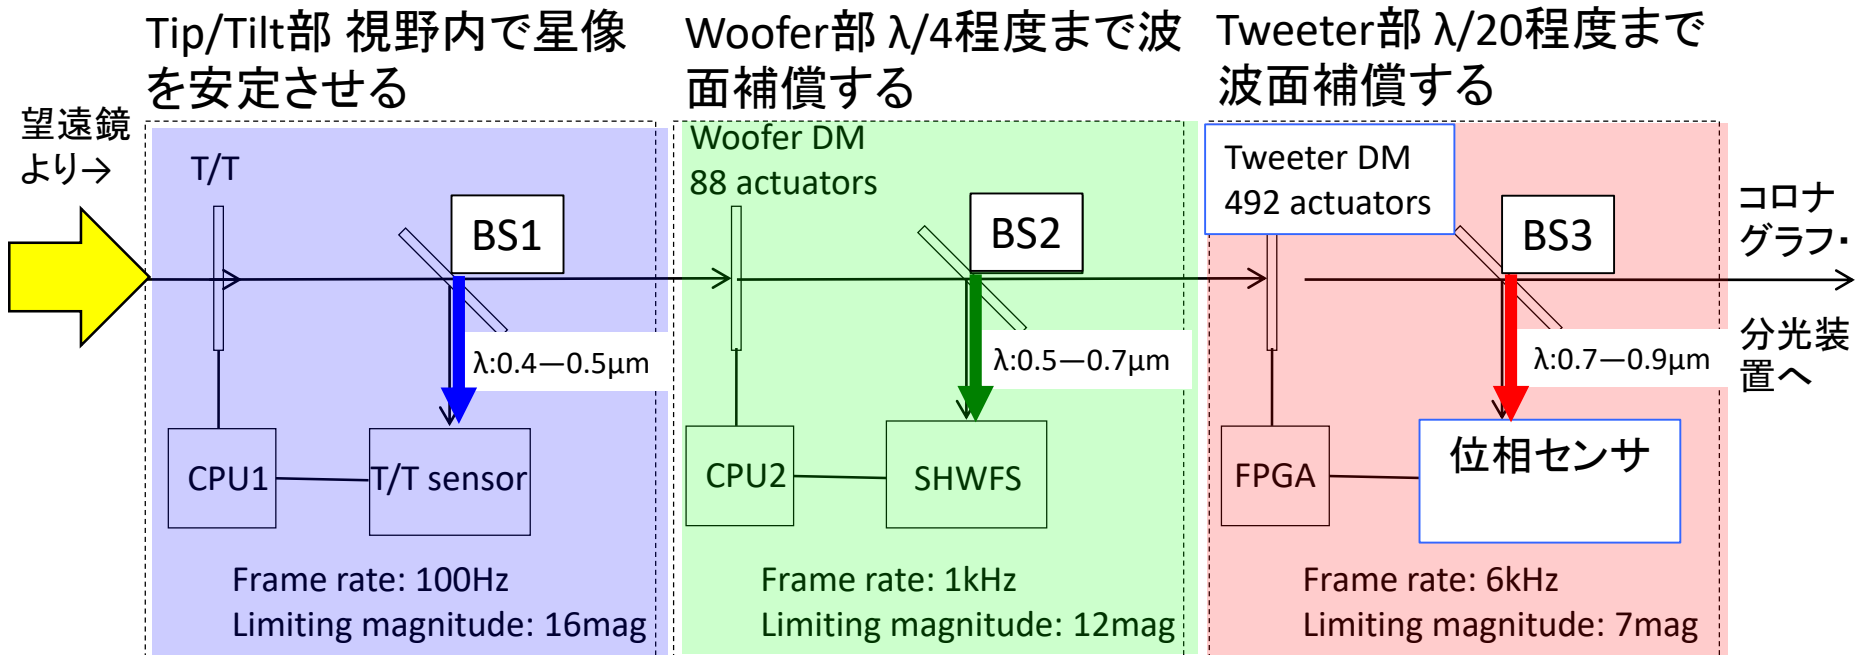 Tip/Tilt部 視野内で星像
を安定させる
Woofer部 λ/4程度まで波
面補償する
Tweeter部 λ/20程度まで
波面補償する
望遠鏡
より→
T/T
BS1
λ:0.4—0.5μm
CPU1
T/T sensor
Frame rate: 100Hz
Limiting magnitude: 16mag
Woofer DM
88 actuators
BS2
λ:0.5—0.7μm
CPU2
SHWFS
Frame rate: 1kHz
Limiting magnitude: 12mag
Tweeter DM
492 actuators
BS3
λ:0.7—0.9μm
FPGA
位相センサ
Frame rate: 6kHz
Limiting magnitude: 7mag
コロナ
グラフ・
分光装
置へ